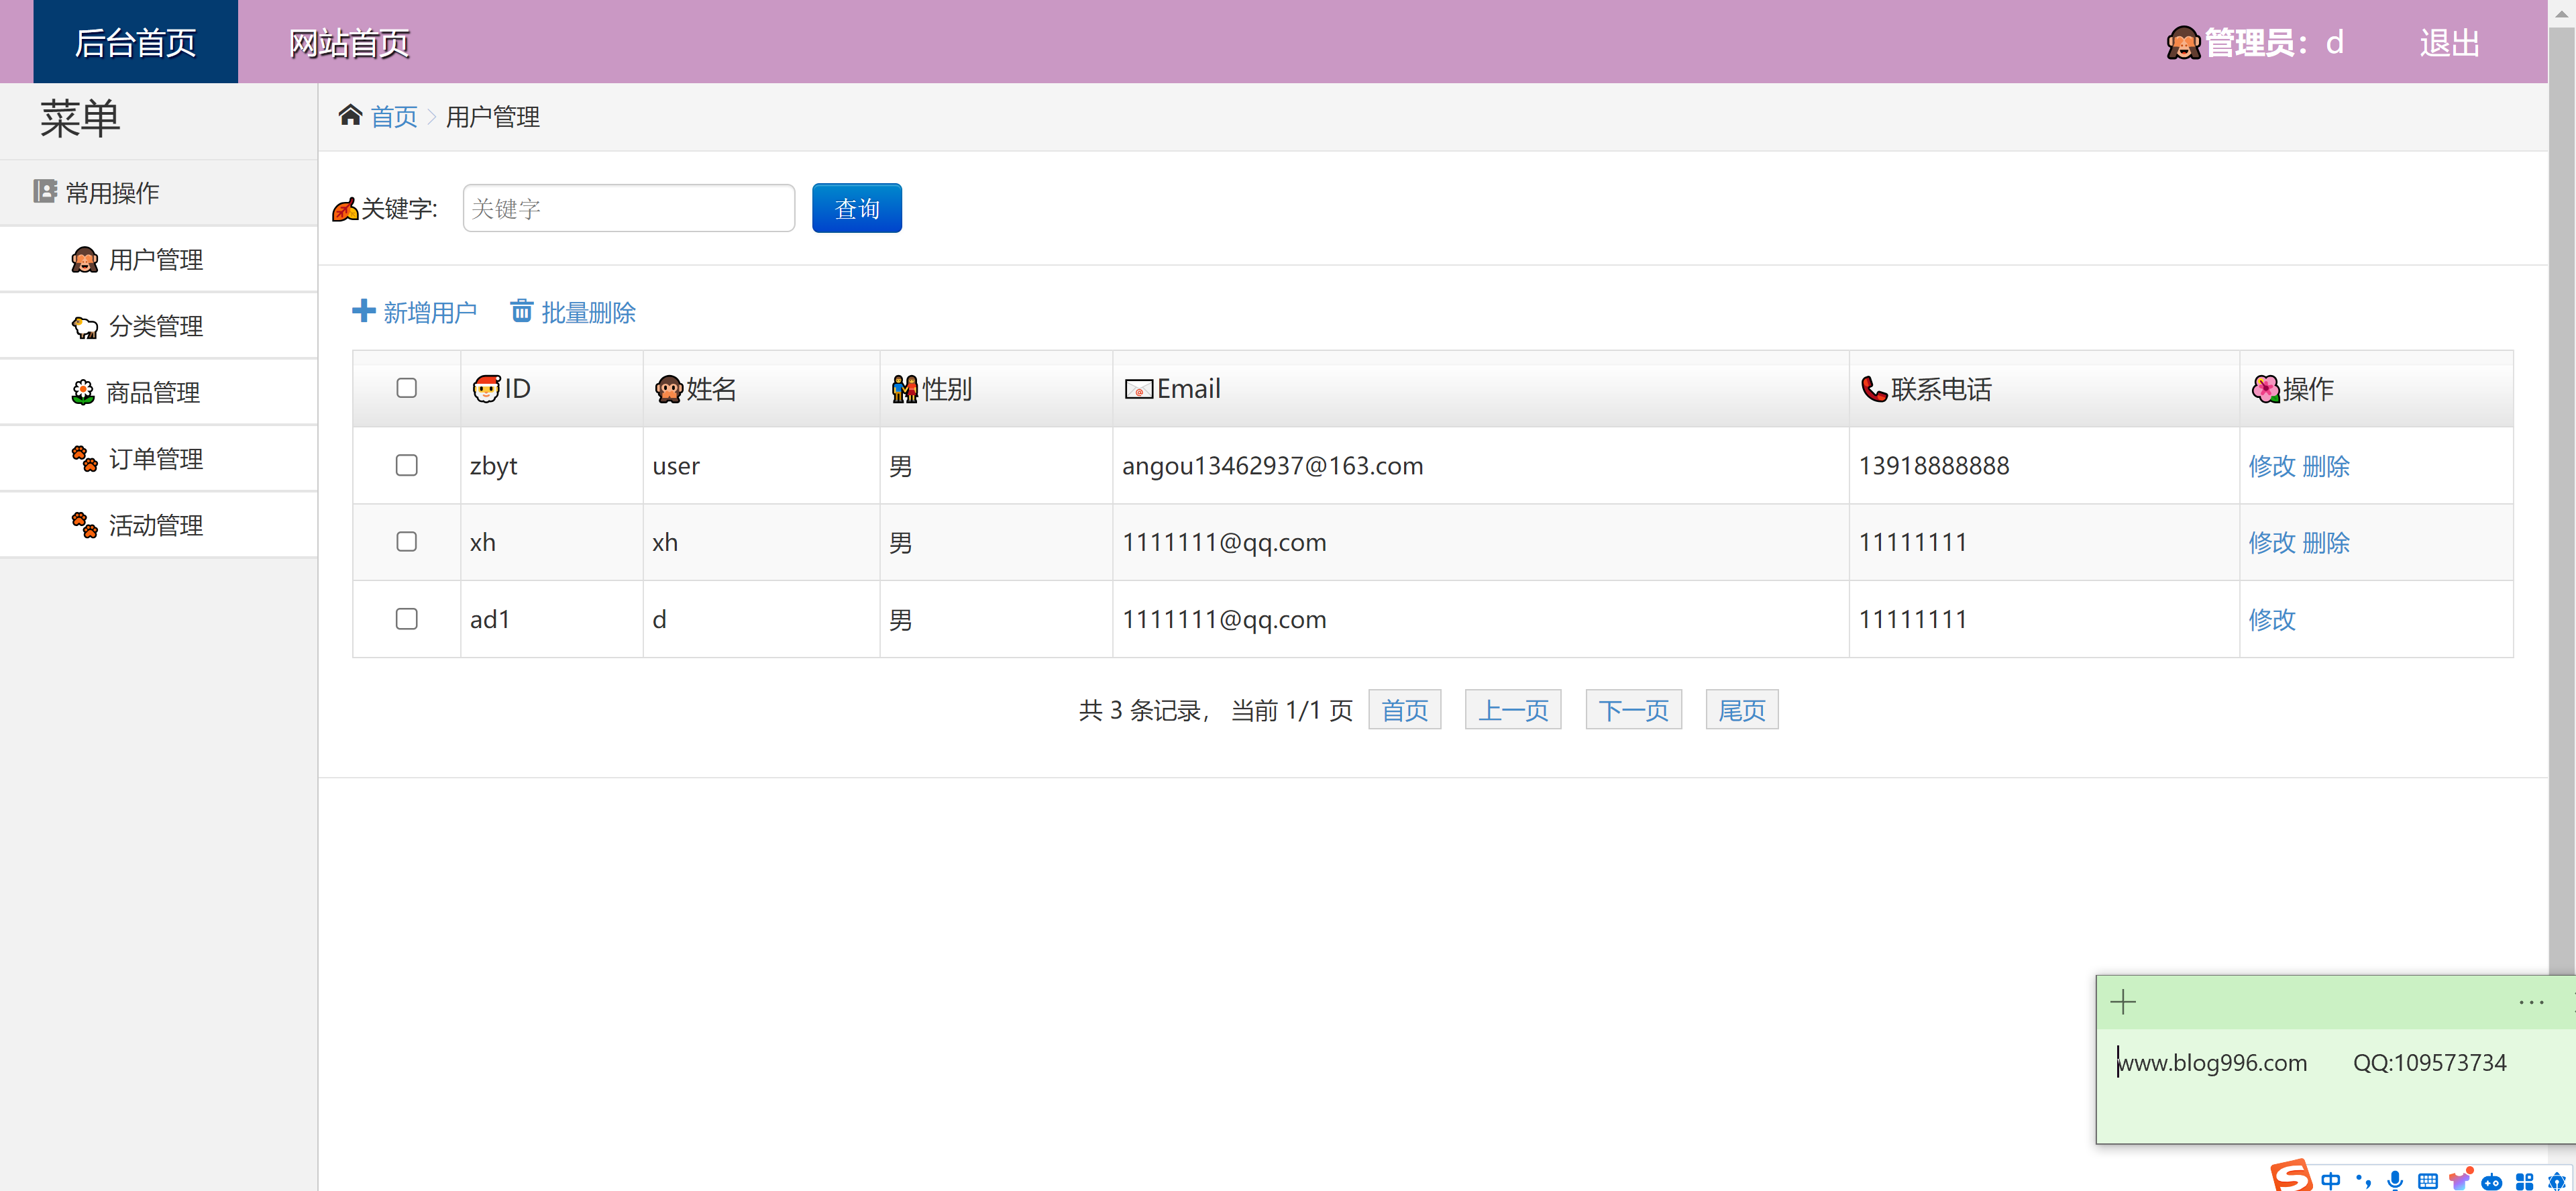 后台首页 网站首页 管理员：d 退出
菜单
首页 > 用户管理
常用操作
用户管理
分类管理
商品管理
订单管理
活动管理
关键字: 关键字 查询
新增用户 批量删除
ID 姓名 性别 Email 联系电话 操作
zbyt user 男 angou13462937@163.com 13918888888 修改 删除
xh xh 男 1111111@qq.com 11111111 修改 删除
ad1 d 男 1111111@qq.com 11111111 修改
共 3 条记录， 当前 1/1 页 首页 上一页 下一页 尾页
www.blog996.com QQ:109573734
中